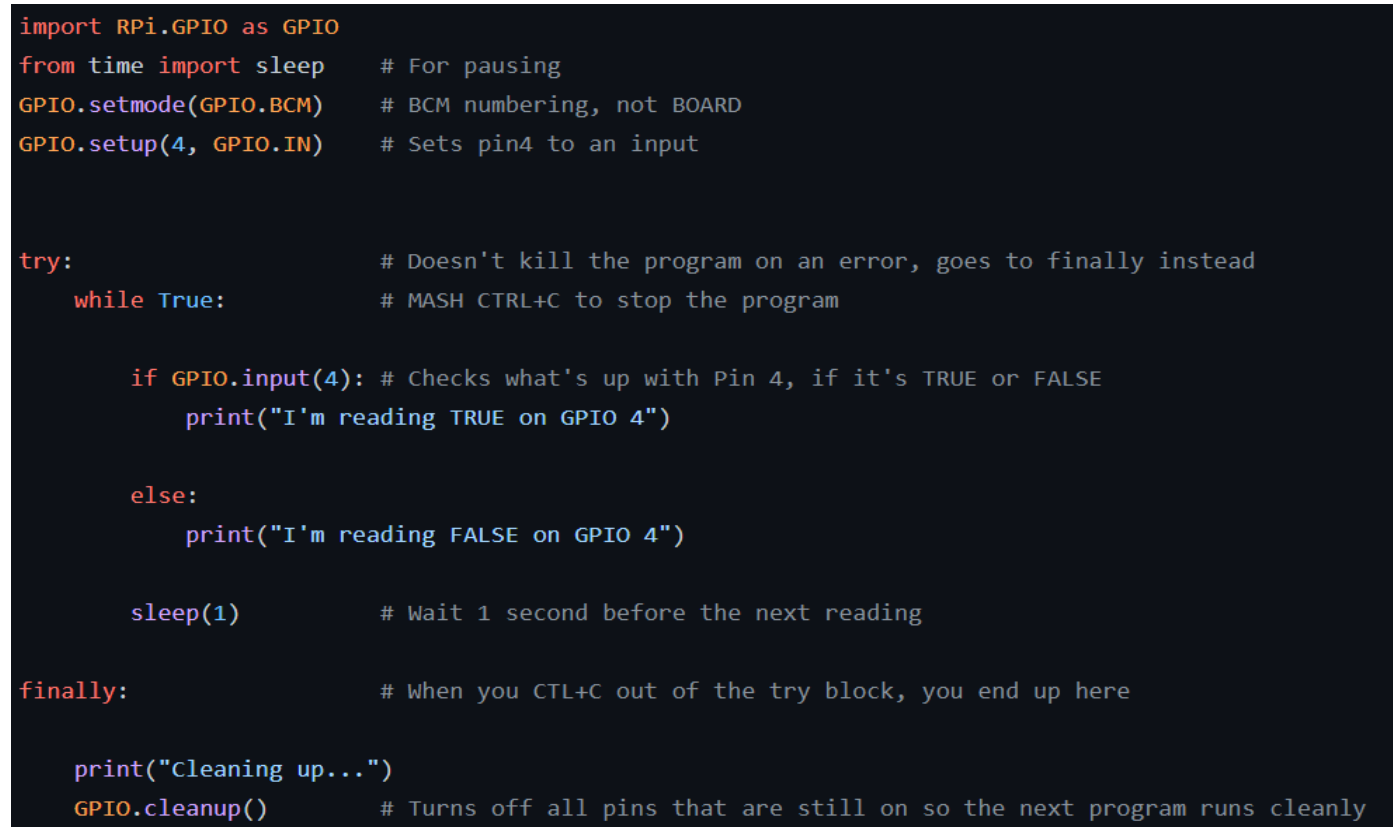 import RPi.GPIO as GPIO
from time import sleep    # For pausing
GPIO.setmode(GPIO.BCM)    # BCM numbering, not BOARD
GPIO.setup(4, GPIO.IN)    # Sets pin4 to an input
try:                      # Doesn't kill the program on an error, goes to finally instead
    while True:           # MASH CTRL+C to stop the program
        if GPIO.input(4): # Checks what's up with Pin 4, if it's TRUE or FALSE
            print("I'm reading TRUE on GPIO 4")
        else:
            print("I'm reading FALSE on GPIO 4")
        sleep(1)          # Wait 1 second before the next reading
finally:                  # When you CTL+C out of the try block, you end up here
    print("Cleaning up...")
    GPIO.cleanup()        # Turns off all pins that are still on so the next program runs cleanly